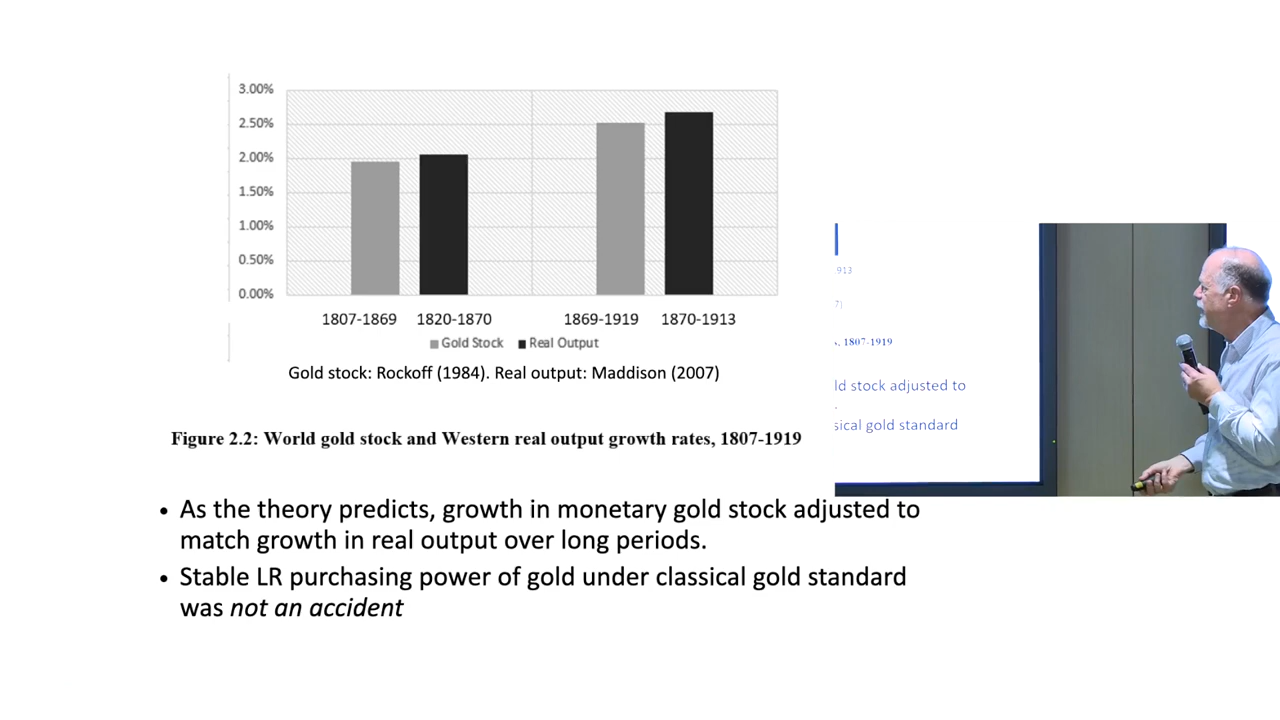 3.00%
2.50%
2.00%
1.50%
1.00%
0.50%
0.00%
1807-1869
1820-1870
1869-1919
1870-1913
Gold Stock
Real Output
Gold stock: Rockoff (1984). Real output: Maddison (2007)
Figure 2.2: World gold stock and Western real output growth rates, 1807-1919
• As the theory predicts, growth in monetary gold stock adjusted to
match growth in real output over long periods.
• Stable LR purchasing power of gold under classical gold standard
was not an accident
913
7)
, 1807-1919
ld stock adjusted to
.
sical gold standard